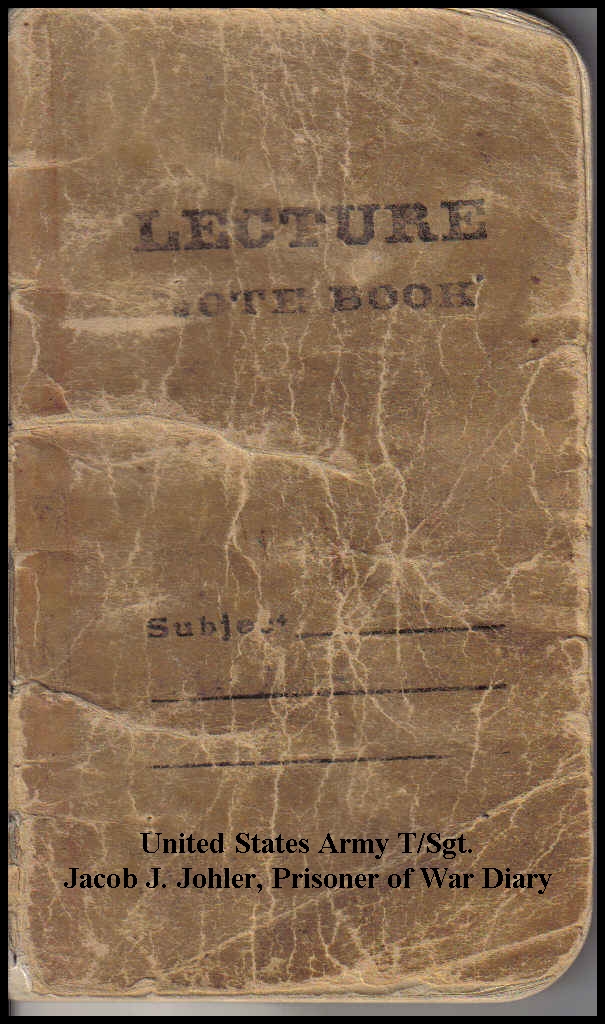 LECTURE
NOTE BOOK
Subject
United States Army T/Sgt.
Jacob J. Johler, Prisoner of War Diary